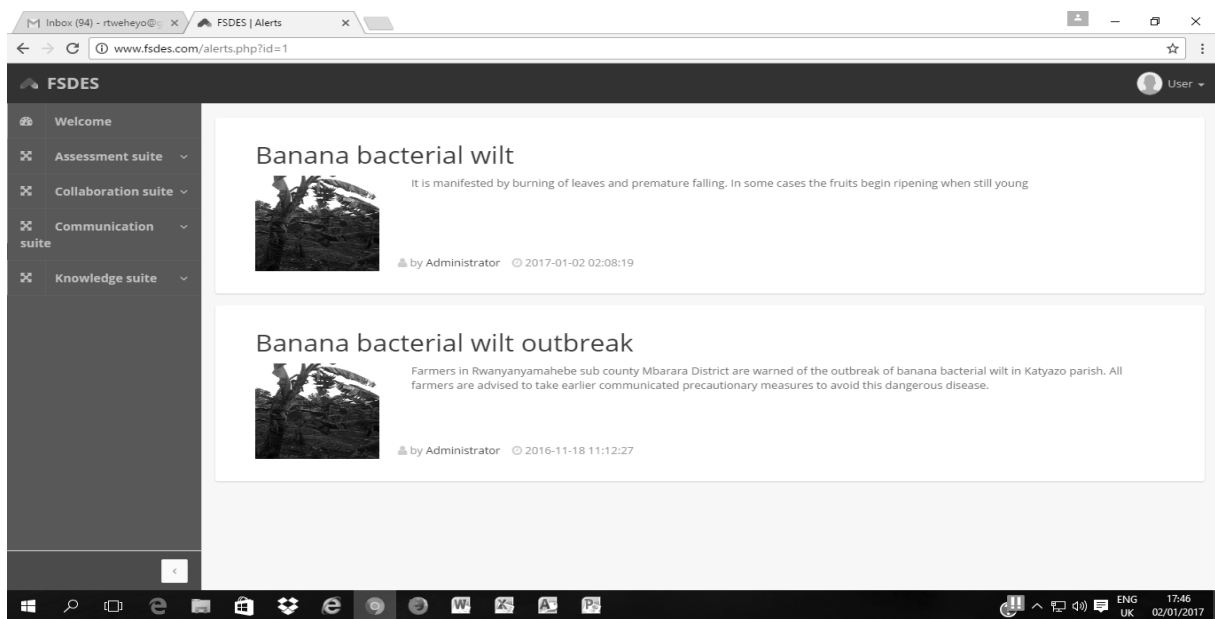 Inbox (94) - rtweheyo@g
FSDES | Alerts
www.fsdes.com/alerts.php?id=1
FSDES
User
Welcome
Assessment suite
Collaboration suite
Communication
suite
Knowledge suite
Banana bacterial wilt
It is manifested by burning of leaves and premature falling. In some cases the fruits begin ripening when still young
by Administrator 2017-01-02 02:08:19
Banana bacterial wilt outbreak
Farmers in Rwanyanyamahebe sub county Mbarara District are warned of the outbreak of banana bacterial wilt in Katyazo parish. All
farmers are advised to take earlier communicated precautionary measures to avoid this dangerous disease.
by Administrator 2016-11-18 11:12:27
ENG 17:46
UK 02/01/2017